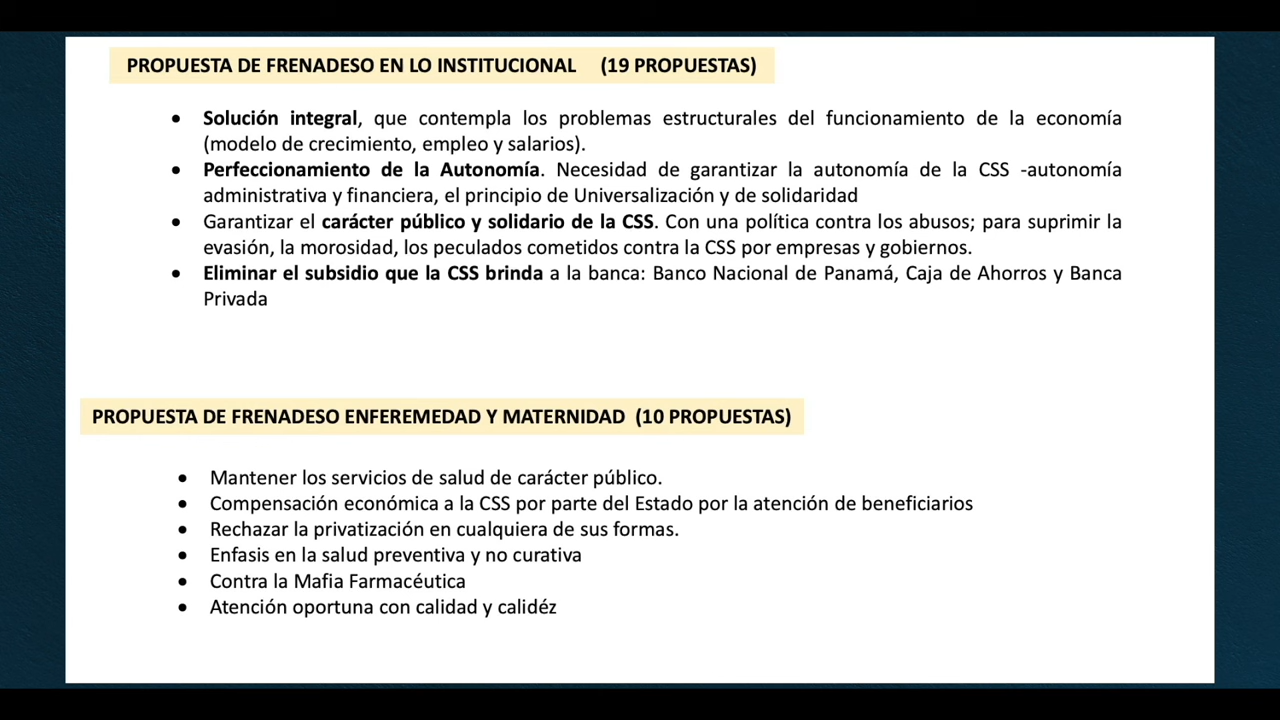 PROPUESTA DE FRENADESO EN LO INSTITUCIONAL (19 PROPUESTAS)
• Solución integral, que contempla los problemas estructurales del funcionamiento de la economía
(modelo de crecimiento, empleo y salarios).
• Perfeccionamiento de la Autonomía. Necesidad de garantizar la autonomía de la CSS -autonomía
administrativa y financiera, el principio de Universalización y de solidaridad
• Garantizar el carácter público y solidario de la CSS. Con una política contra los abusos; para suprimir la
evasión, la morosidad, los peculados cometidos contra la CSS por empresas y gobiernos.
• Eliminar el subsidio que la CSS brinda a la banca: Banco Nacional de Panamá, Caja de Ahorros y Banca
Privada
PROPUESTA DE FRENADESO ENFEREMEDAD Y MATERNIDAD (10 PROPUESTAS)
• Mantener los servicios de salud de carácter público.
• Compensación económica a la CSS por parte del Estado por la atención de beneficiarios
• Rechazar la privatización en cualquiera de sus formas.
• Enfasis en la salud preventiva y no curativa
• Contra la Mafia Farmacéutica
• Atención oportuna con calidad y calidéz